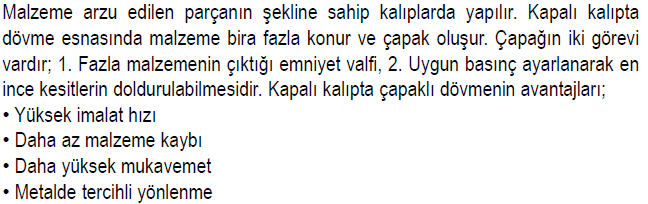 Malzeme arzu edilen parçanın şekline sahip kalıplarda yapılır. Kapalı kalıpta
dövme esnasında malzeme bira fazla konur ve çapak oluşur. Çapağın iki görevi
vardır; 1. Fazla malzemenin çıktığı emniyet valfi, 2. Uygun basınç ayarlanarak en
ince kesitlerin doldurulabilmesidir. Kapalı kalıpta çapaklı dövmenin avantajları;
• Yüksek imalat hızı
• Daha az malzeme kaybı
• Daha yüksek mukavemet
• Metalde tercihli yönlenme